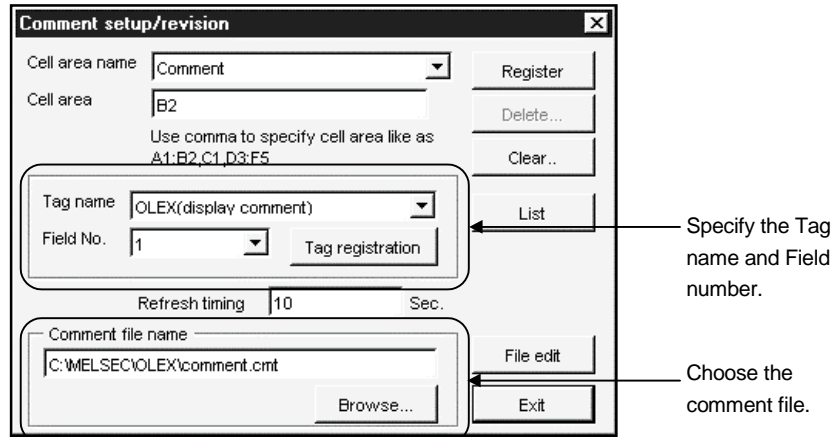 Comment setup/revision
Cell area name Comment Register
Cell area B2 Delete...
Use comma to specify cell area like as
A1:B2,C1,D3:F5
Clear..
Tag name OLEX(display comment) List
Field No. 1 Tag registration
Specify the Tag
name and Field
number.
Refresh timing 10 Sec.
Comment file name
C:\MELSEC\OLEX\comment.cmt File edit
Browse... Exit
Choose the
comment file.